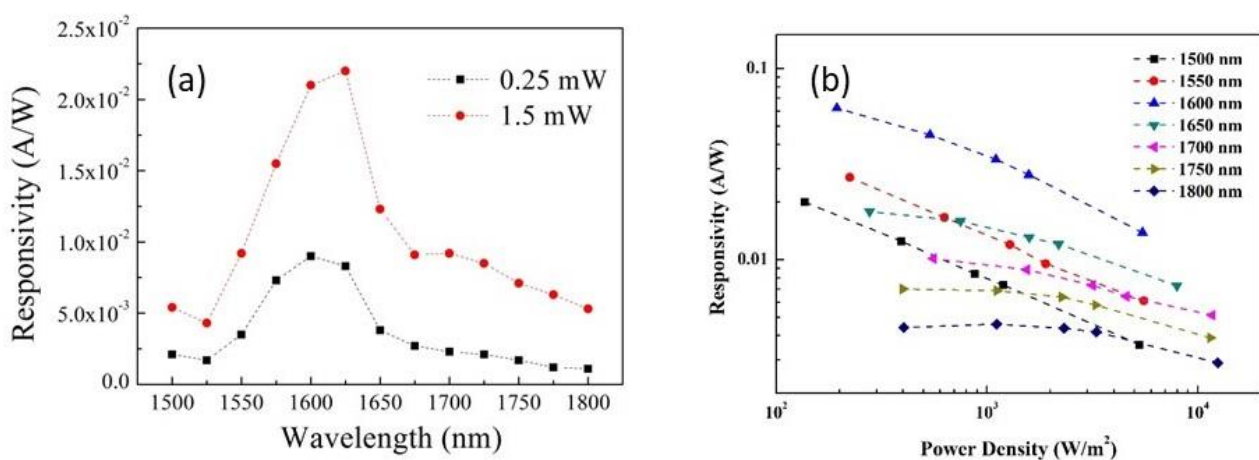 (a)
2.5x10⁻²
2.0x10⁻²
1.5x10⁻²
1.0x10⁻²
5.0x10⁻³
0.0
Responsivity (A/W)
0.25 mW
1.5 mW
1500 1550 1600 1650 1700 1750 1800
Wavelength (nm)
(b)
0.1
0.01
Responsivity (A/W)
1500 nm
1550 nm
1600 nm
1650 nm
1700 nm
1750 nm
1800 nm
10² 10³ 10⁴
Power Density (W/m²)